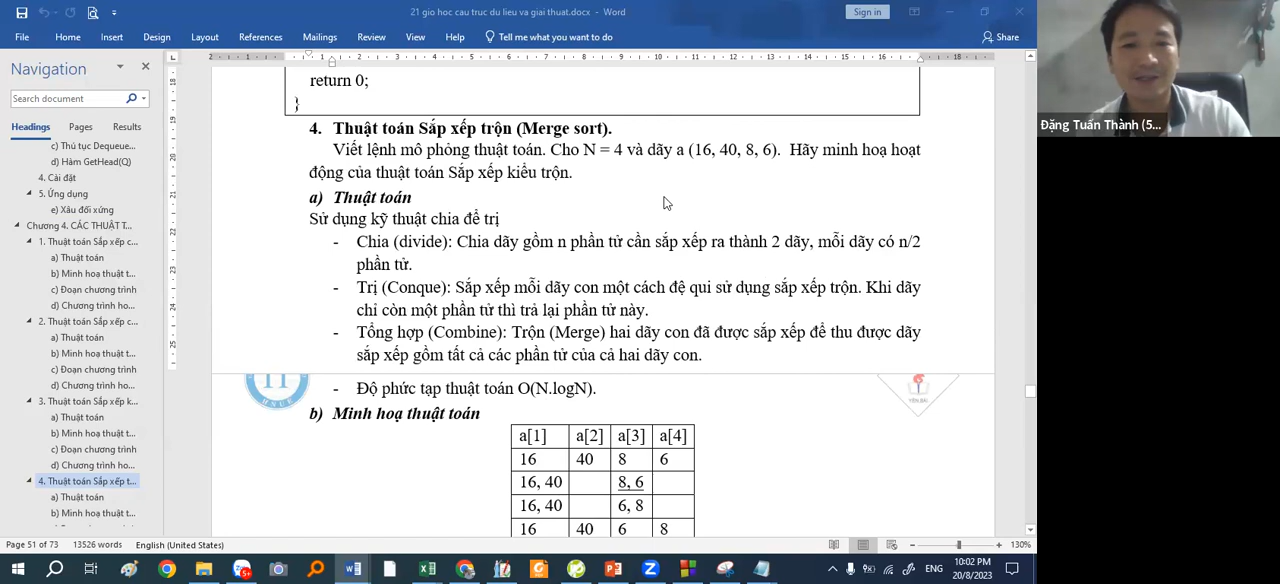 21 gio hoc cau truc du lieu va giai thuat.docx - Word
Sign in
File Home Insert Design Layout References Mailings Review View Help Tell me what you want to do Share
Navigation
Search document
Headings Pages Results
c) Thủ tục Dequeue...
d) Hàm GetHead(Q)
4. Cài đặt
5. Ứng dụng
e) Xâu đối xứng
Chương 4. CÁC THUẬT T...
1. Thuật toán Sắp xếp c...
a) Thuật toán
b) Minh hoạ thuật t...
c) Đoạn chương trình
d) Chương trình ho...
2. Thuật toán Sắp xếp...
a) Thuật toán
b) Minh hoạ thuật t...
c) Đoạn chương trình
d) Chương trình ho...
3. Thuật toán Sắp xếp k...
a) Thuật toán
b) Minh hoạ thuật t...
c) Đoạn chương trình
d) Chương trình ho...
4. Thuật toán Sắp xếp t...
a) Thuật toán
b) Minh hoạ thuật t...
return 0;
}
4. Thuật toán Sắp xếp trộn (Merge sort).
Viết lệnh mô phỏng thuật toán. Cho N = 4 và dãy a (16, 40, 8, 6). Hãy minh hoạ hoạt
động của thuật toán Sắp xếp kiểu trộn.
a) Thuật toán
Sử dụng kỹ thuật chia để trị
- Chia (divide): Chia dãy gồm n phần tử cần sắp xếp ra thành 2 dãy, mỗi dãy có n/2
phần tử.
- Trị (Conque): Sắp xếp mỗi dãy con một cách đệ qui sử dụng sắp xếp trộn. Khi dãy
chỉ còn một phần tử thì trả lại phần tử này.
- Tổng hợp (Combine): Trộn (Merge) hai dãy con đã được sắp xếp để thu được dãy
sắp xếp gồm tất cả các phần tử của cả hai dãy con.
- Độ phức tạp thuật toán O(N.logN).
b) Minh hoạ thuật toán
a[1] a[2] a[3] a[4]
16 40 8 6
16, 40 8, 6
16, 40 6, 8
16 40 6 8
YÊN BÁI
Đặng Tuấn Thành (5...
Page 51 of 73 13526 words English (United States) 130%
ENG
10:02 PM
20/8/2023